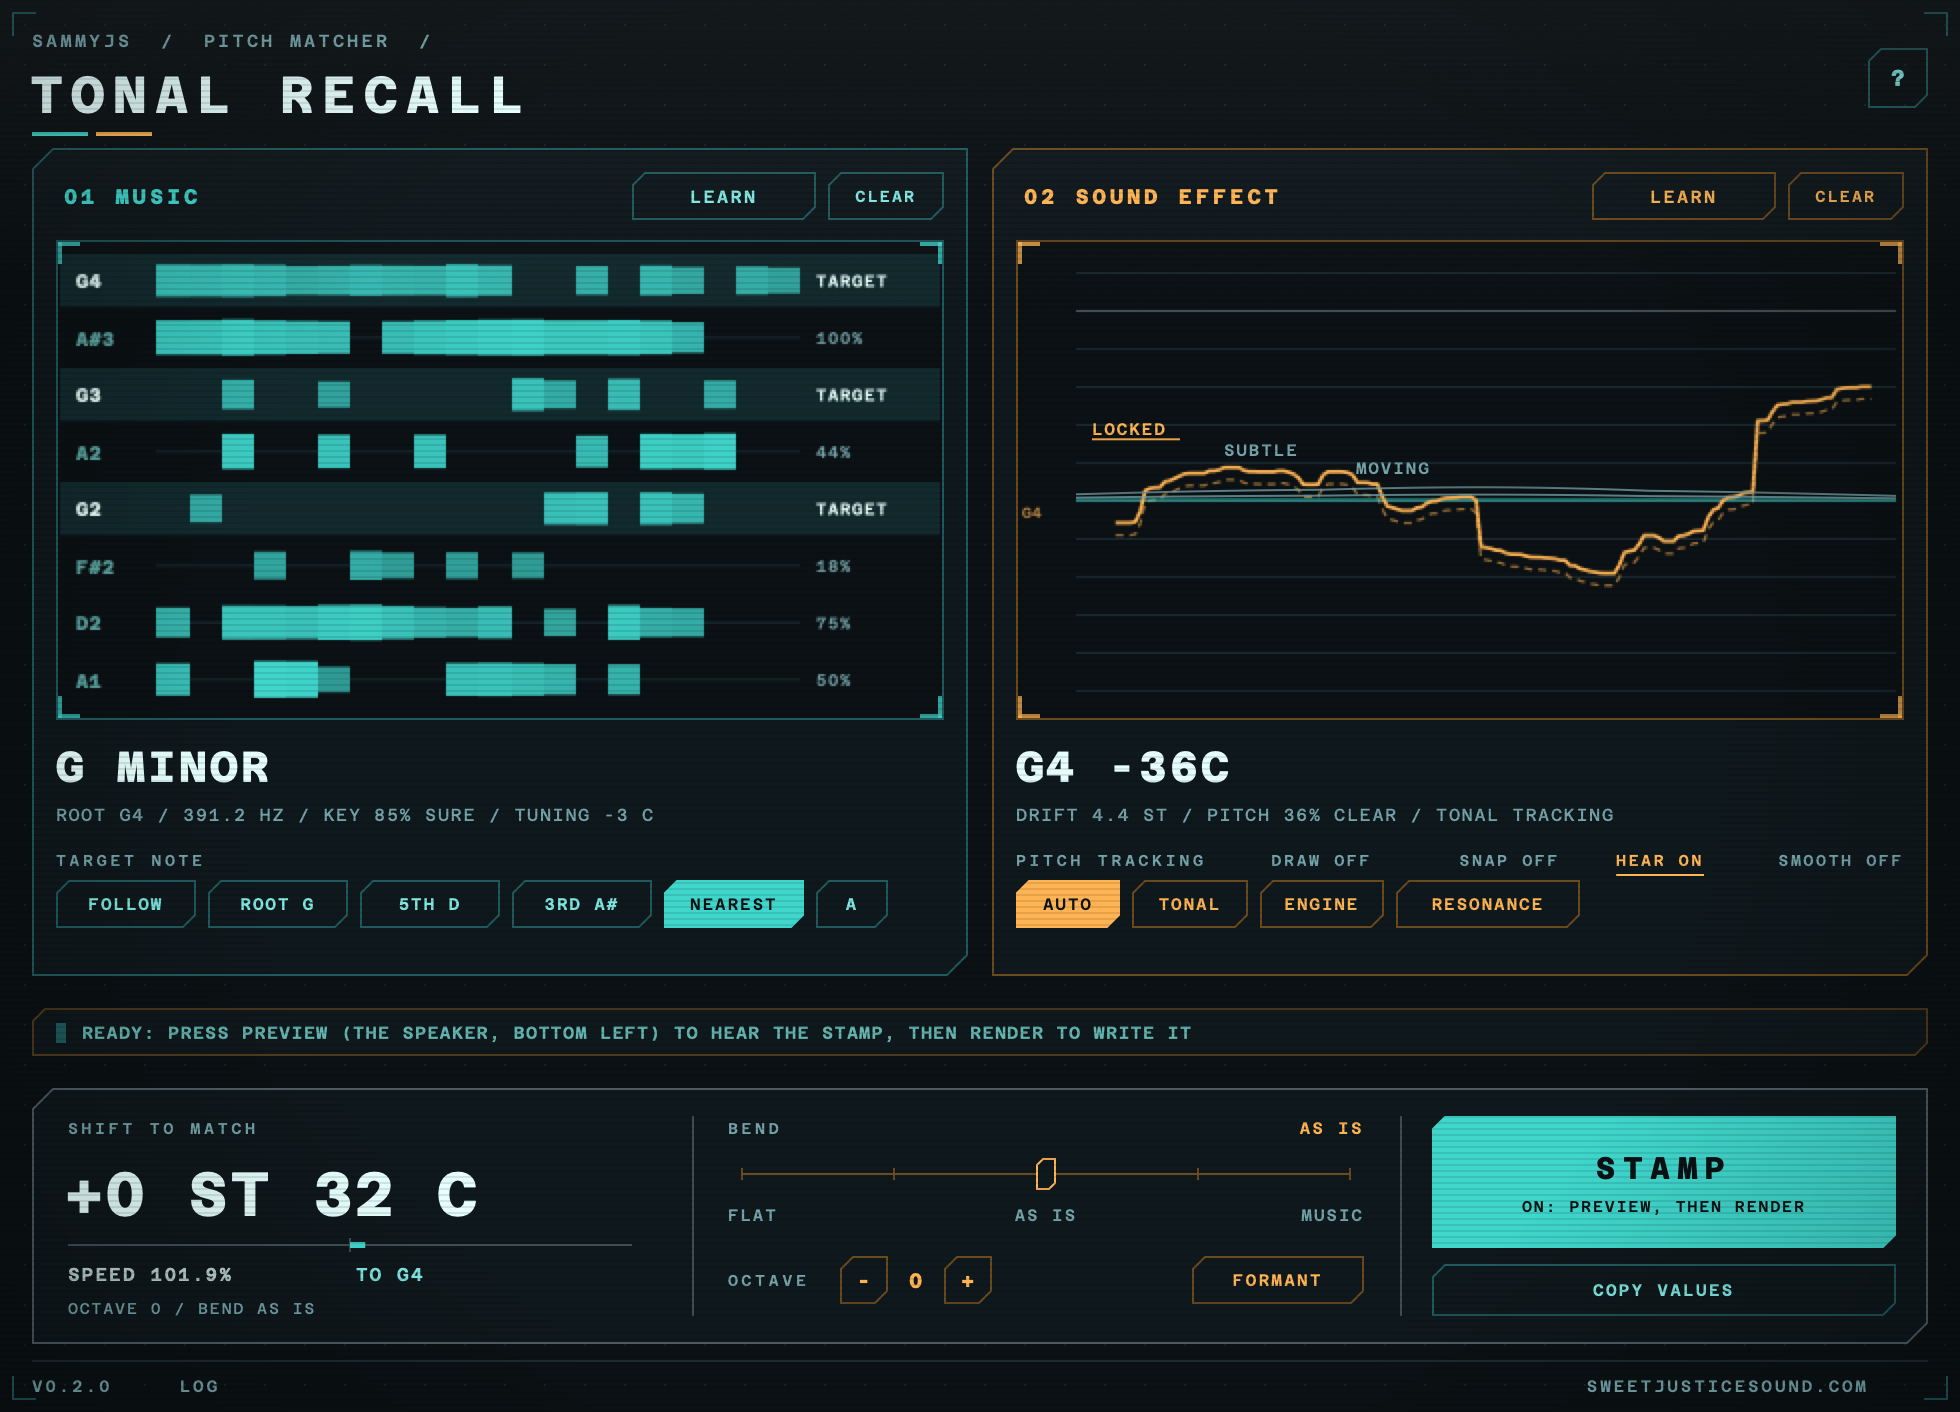 SAMMYJS / PITCH MATCHER /
TONAL RECALL
?
01 MUSIC
LEARN
CLEAR
G4 TARGET
A#3 100%
G3 TARGET
A2 44%
G2 TARGET
F#2 18%
D2 75%
A1 50%
G MINOR
ROOT G4 / 391.2 HZ / KEY 85% SURE / TUNING -3 C
TARGET NOTE
FOLLOW ROOT G 5TH D 3RD A# NEAREST A
02 SOUND EFFECT
LEARN
CLEAR
LOCKED
SUBTLE
MOVING
G4
G4 -36C
DRIFT 4.4 ST / PITCH 36% CLEAR / TONAL TRACKING
PITCH TRACKING DRAW OFF SNAP OFF HEAR ON SMOOTH OFF
AUTO TONAL ENGINE RESONANCE
READY: PRESS PREVIEW (THE SPEAKER, BOTTOM LEFT) TO HEAR THE STAMP, THEN RENDER TO WRITE IT
SHIFT TO MATCH
+0 ST 32 C
SPEED 101.9% TO G4
OCTAVE 0 / BEND AS IS
BEND AS IS
FLAT AS IS MUSIC
OCTAVE - 0 + FORMANT
STAMP
ON: PREVIEW, THEN RENDER
COPY VALUES
V0.2.0 LOG SWEETJUSTICESOUND.COM